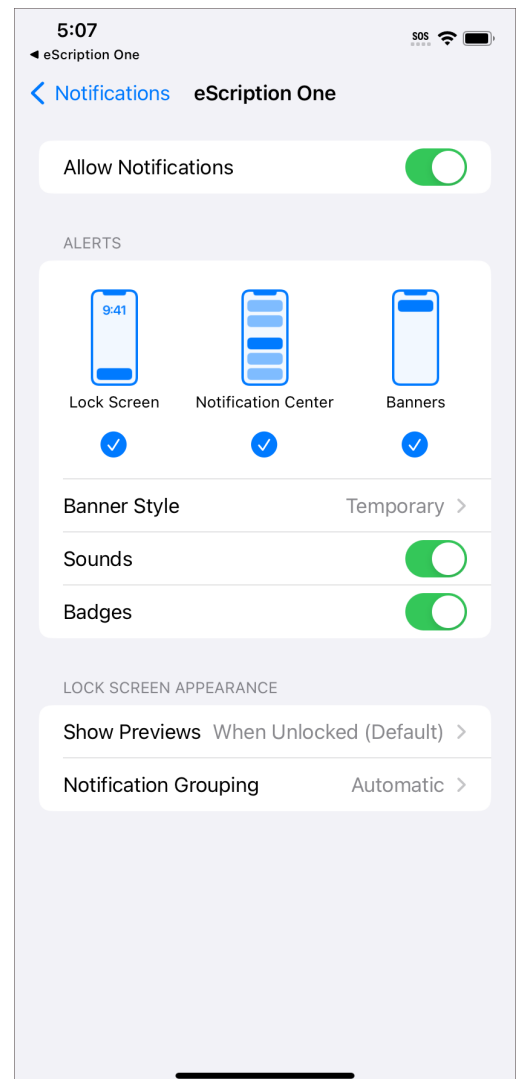 5:07
SOS
◀ eScription One
Notifications eScription One
Allow Notifications
ALERTS
9:41
Lock Screen Notification Center Banners
Banner Style Temporary
Sounds
Badges
LOCK SCREEN APPEARANCE
Show Previews When Unlocked (Default)
Notification Grouping Automatic